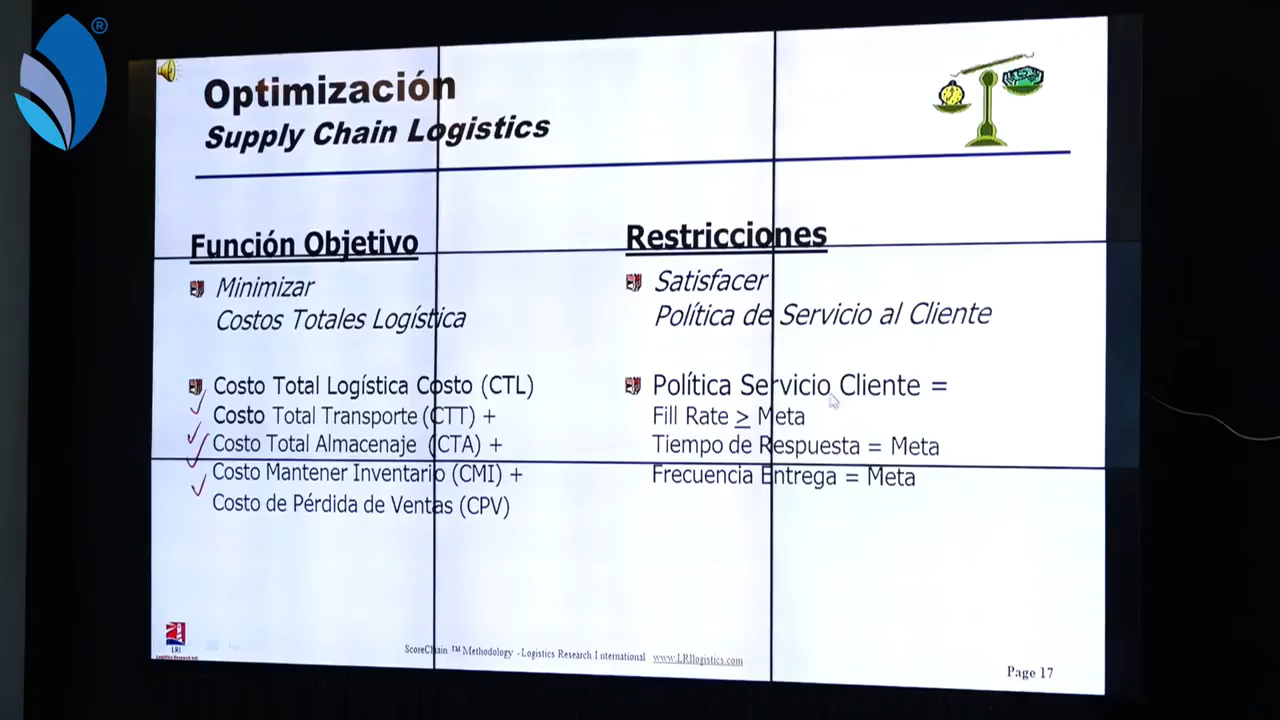 ®
Optimización
Supply Chain Logistics
Función Objetivo
Minimizar
Costos Totales Logística
Costo Total Logística Costo (CTL)
Costo Total Transporte (CTT) +
Costo Total Almacenaje (CTA) +
Costo Mantener Inventario (CMI) +
Costo de Pérdida de Ventas (CPV)
Restricciones
Satisfacer
Política de Servicio al Cliente
Política Servicio Cliente =
Fill Rate ≥ Meta
Tiempo de Respuesta = Meta
Frecuencia Entrega = Meta
LRI
ScoreChain ™ Methodology - Logistics Research International www.LRIlogistics.com
Page 17